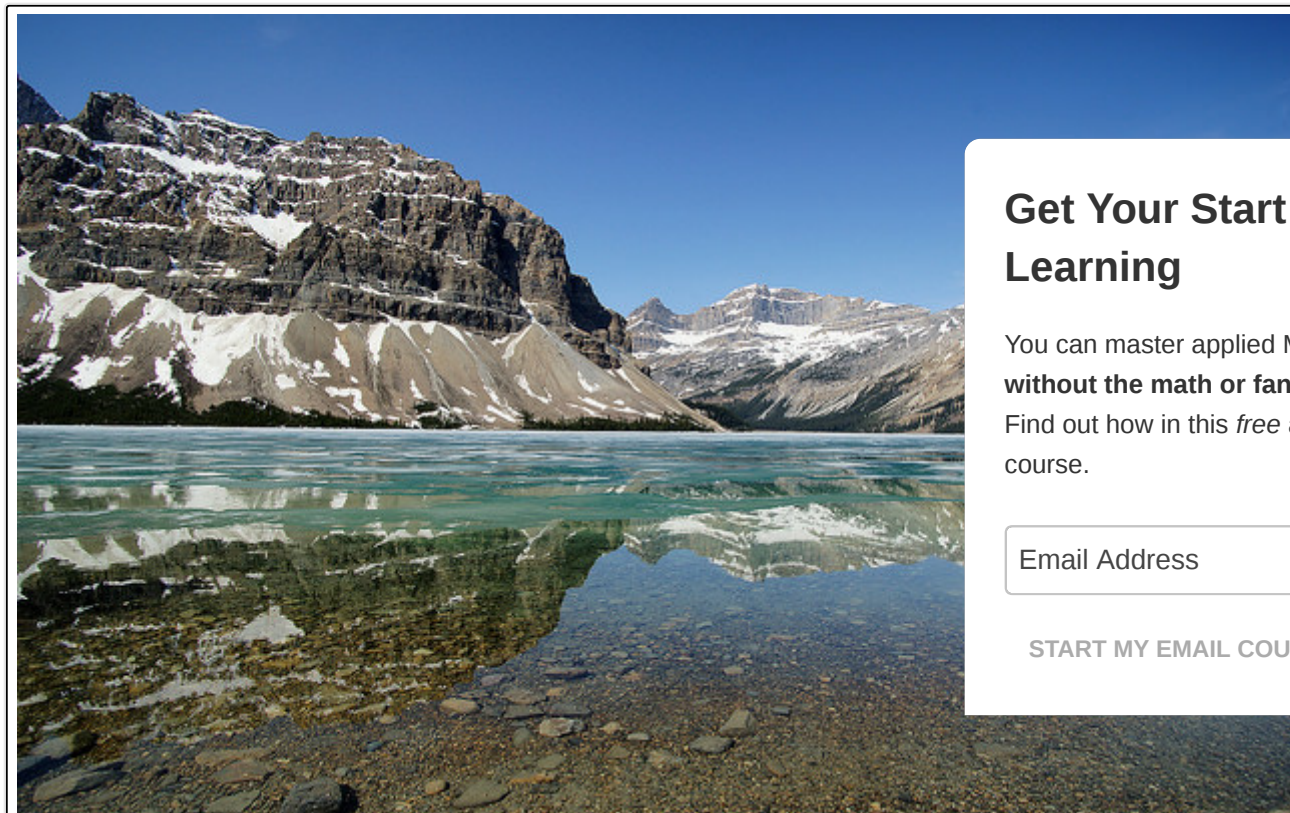 Get Your Start
Learning
You can master applied
without the math or
Find out how in this free
course.
Email Address
START MY EMAIL